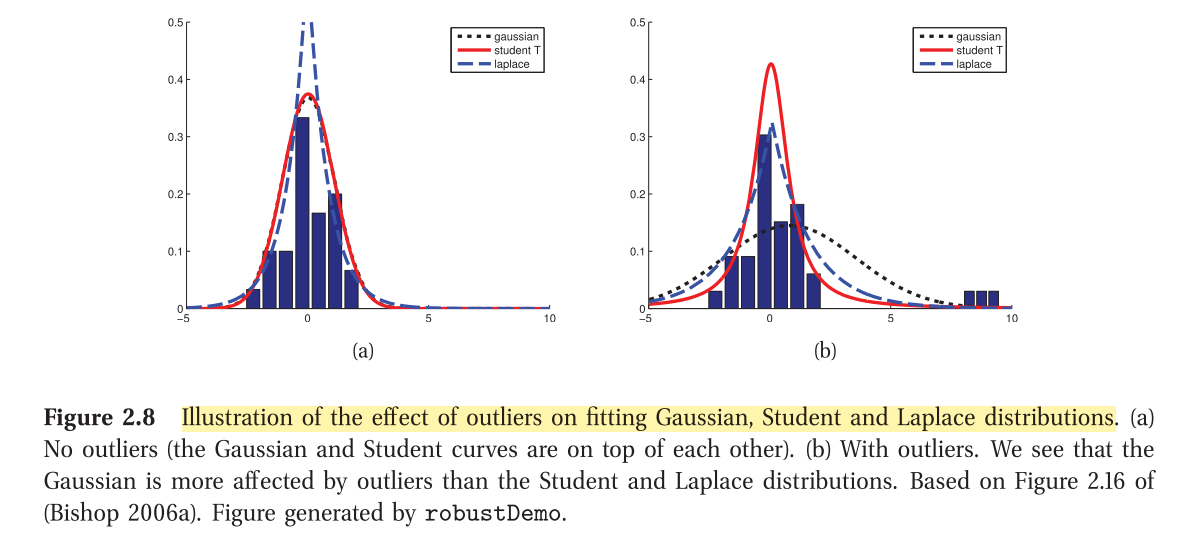 0.5
0.4
0.3
0.2
0.1
0
−5
0
5
10
gaussian
student T
laplace
(a)
0.5
0.4
0.3
0.2
0.1
0
−5
0
5
10
gaussian
student T
laplace
(b)
Figure 2.8 Illustration of the effect of outliers on fitting Gaussian, Student and Laplace distributions. (a)
No outliers (the Gaussian and Student curves are on top of each other). (b) With outliers. We see that the
Gaussian is more affected by outliers than the Student and Laplace distributions. Based on Figure 2.16 of
(Bishop 2006a). Figure generated by robustDemo.